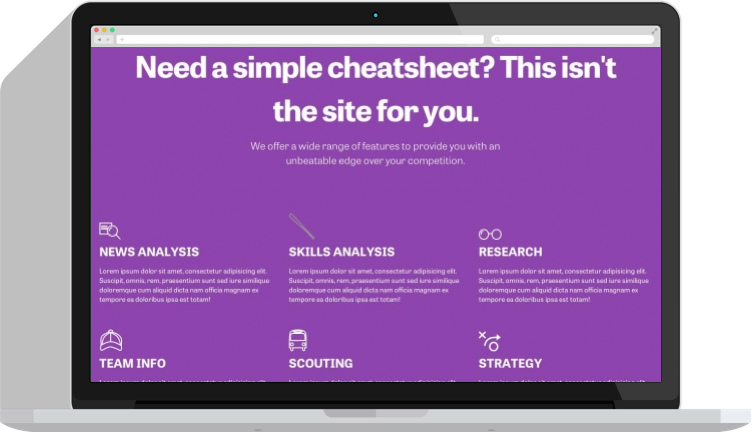 Need a simple cheatsheet? This isn't
the site for you.
We offer a wide range of features to provide you with an
unbeatable edge over your competition.
NEWS ANALYSIS
SKILLS ANALYSIS
RESEARCH
Lorem ipsum dolor sit amet, consectetur adipisicing elit.
Suscipit, omnis, rem, praesentium sunt sed iure similique
doloremque cum aliquid dicta nam officia magnam ex
tempore ea doloribus ipsa est totam!
Lorem ipsum dolor sit amet, consectetur adipisicing elit.
Suscipit, omnis, rem, praesentium sunt sed iure similique
doloremque cum aliquid dicta nam officia magnam ex
tempore ea doloribus ipsa est totam!
Lorem ipsum dolor sit amet, consectetur adipisicing elit.
Suscipit, omnis, rem, praesentium sunt sed iure similique
doloremque cum aliquid dicta nam officia magnam ex
tempore ea doloribus ipsa est totam!
TEAM INFO
SCOUTING
STRATEGY